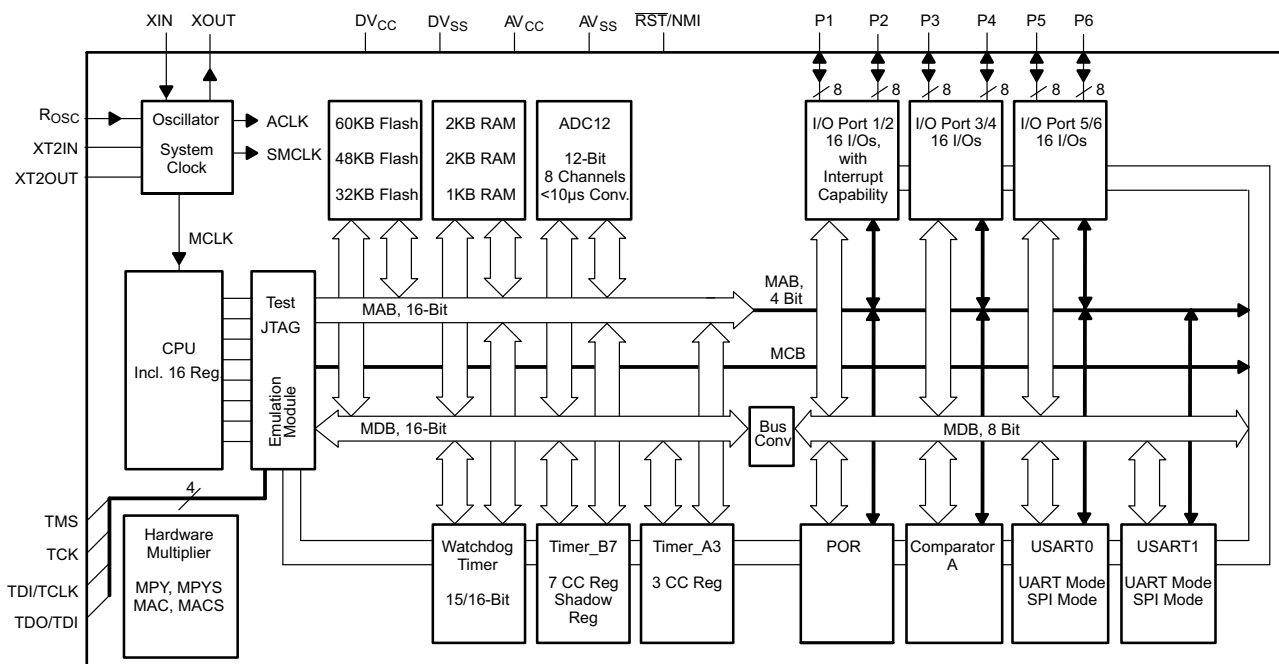 XIN
XOUT
DVCC
DVSS
AVCC
AVSS
RST/NMI
P1
P2
P3
P4
P5
P6
8
8
8
8
8
8
ROSC
XT2IN
XT2OUT
Oscillator
System
Clock
ACLK
SMCLK
60KB Flash
48KB Flash
32KB Flash
2KB RAM
2KB RAM
1KB RAM
ADC12
12-Bit
8 Channels
<10µs Conv.
I/O Port 1/2
16 I/Os,
with
Interrupt
Capability
I/O Port 3/4
16 I/Os
I/O Port 5/6
16 I/Os
MCLK
CPU
Incl. 16 Reg.
Test
JTAG
Emulation
Module
MAB, 16-Bit
MAB,
4 Bit
MCB
MDB, 16-Bit
Bus
Conv
MDB, 8 Bit
4
TMS
TCK
TDI/TCLK
TDO/TDI
Hardware
Multiplier
MPY, MPYS
MAC, MACS
Watchdog
Timer
15/16-Bit
Timer_B7
7 CC Reg
Shadow
Reg
Timer_A3
3 CC Reg
POR
Comparator
A
USART0
UART Mode
SPI Mode
USART1
UART Mode
SPI Mode